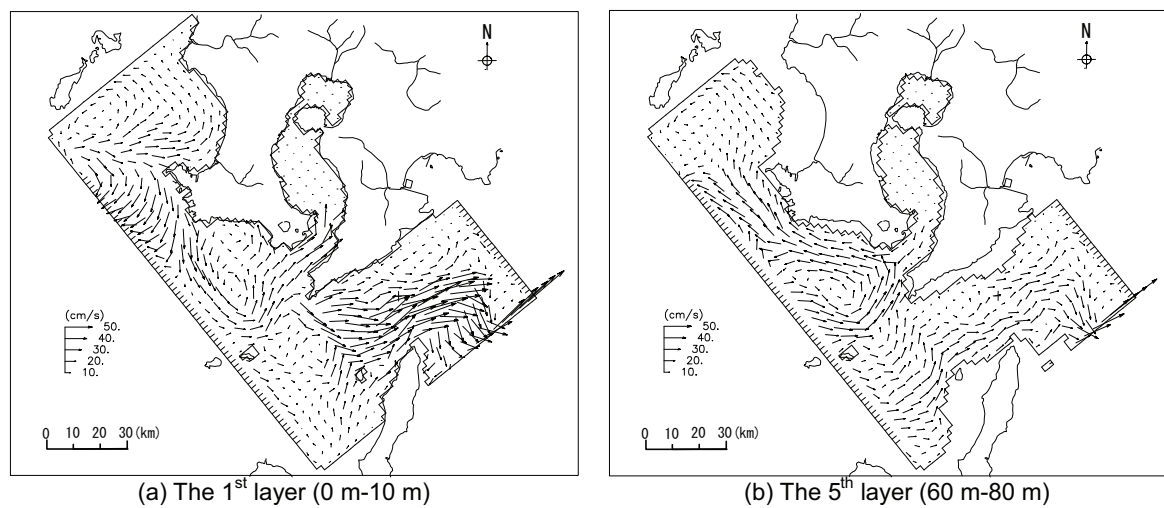 N
(cm/s)
50.
40.
30.
20.
10.
0 10 20 30 (km)
(a) The 1st layer (0 m-10 m)
N
(cm/s)
50.
40.
30.
20.
10.
0 10 20 30 (km)
(b) The 5th layer (60 m-80 m)